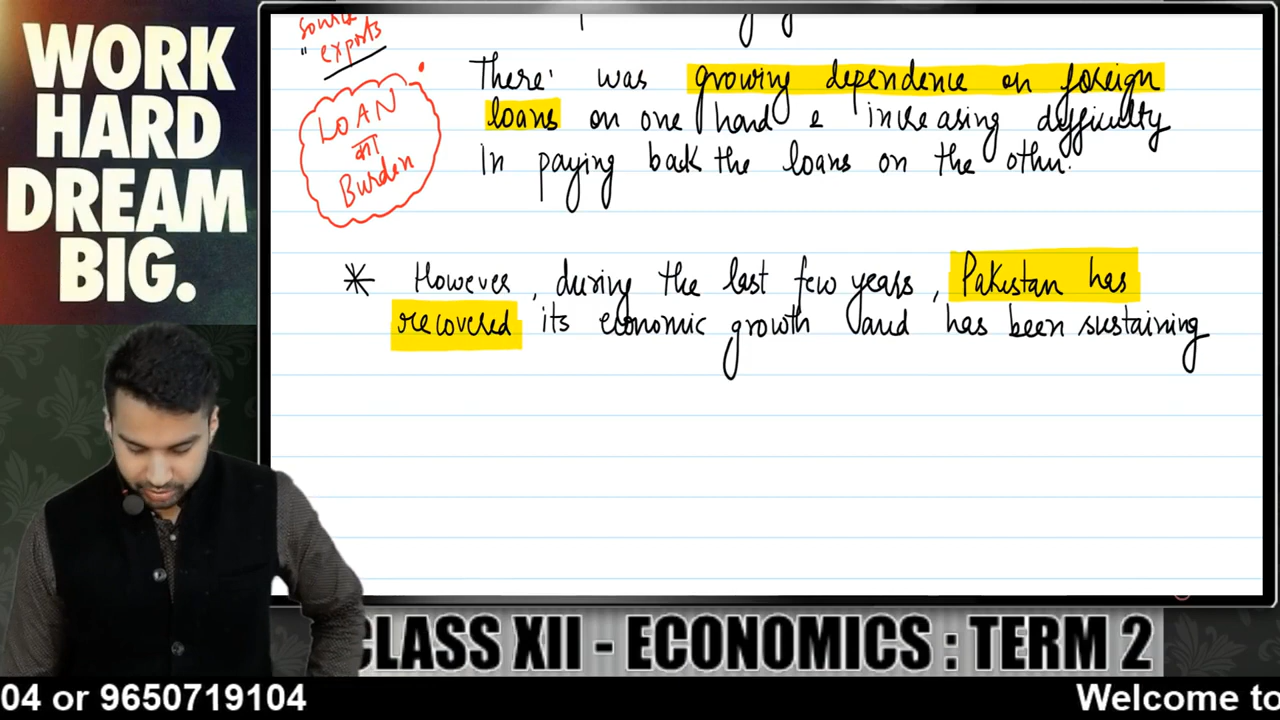 WORK
HARD
DREAM
BIG.
source
" exports
LOAN
का
Burden
There was growing dependence on foreign
loans on one hand & increasing difficulty
In paying back the loans on the other.
* However, during the last few years, Pakistan has
recovered its economic growth and has been sustaining
CLASS XII - ECONOMICS : TERM 2
04 or 9650719104
Welcome to